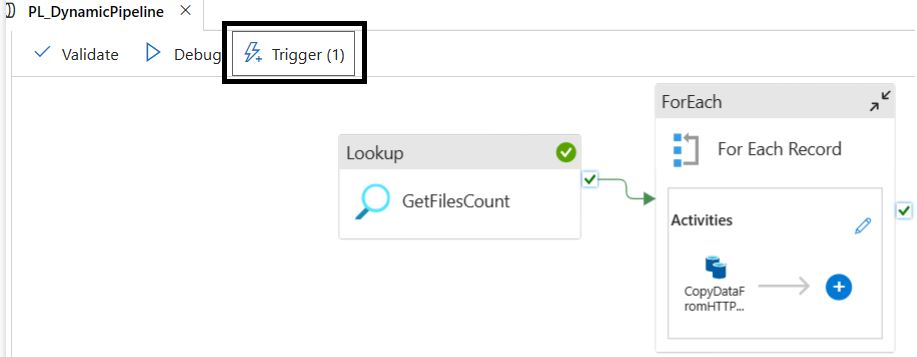 PL_DynamicPipeline
Validate Debug Trigger (1)
ForEach
Lookup
For Each Record
GetFilesCount
Activities
CopyDataF
romHTTP...